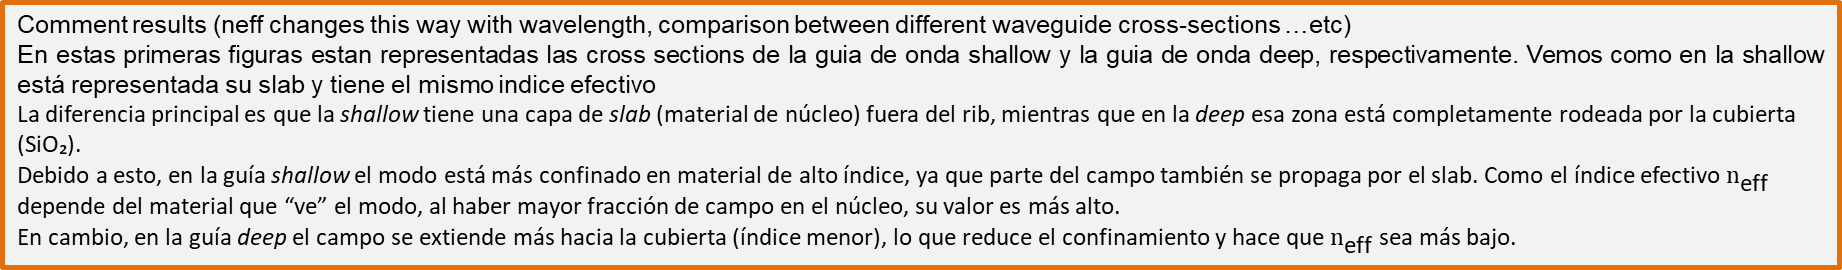 Comment results (neff changes this way with wavelength, comparison between different waveguide cross-sections …etc)
En estas primeras figuras estan representadas las cross sections de la guia de onda shallow y la guia de onda deep, respectivamente. Vemos como en la shallow
está representada su slab y tiene el mismo indice efectivo
La diferencia principal es que la shallow tiene una capa de slab (material de núcleo) fuera del rib, mientras que en la deep esa zona está completamente rodeada por la cubierta
(SiO₂).
Debido a esto, en la guía shallow el modo está más confinado en material de alto índice, ya que parte del campo también se propaga por el slab. Como el índice efectivo n_eff
depende del material que “ve” el modo, al haber mayor fracción de campo en el núcleo, su valor es más alto.
En cambio, en la guía deep el campo se extiende más hacia la cubierta (índice menor), lo que reduce el confinamiento y hace que n_eff sea más bajo.